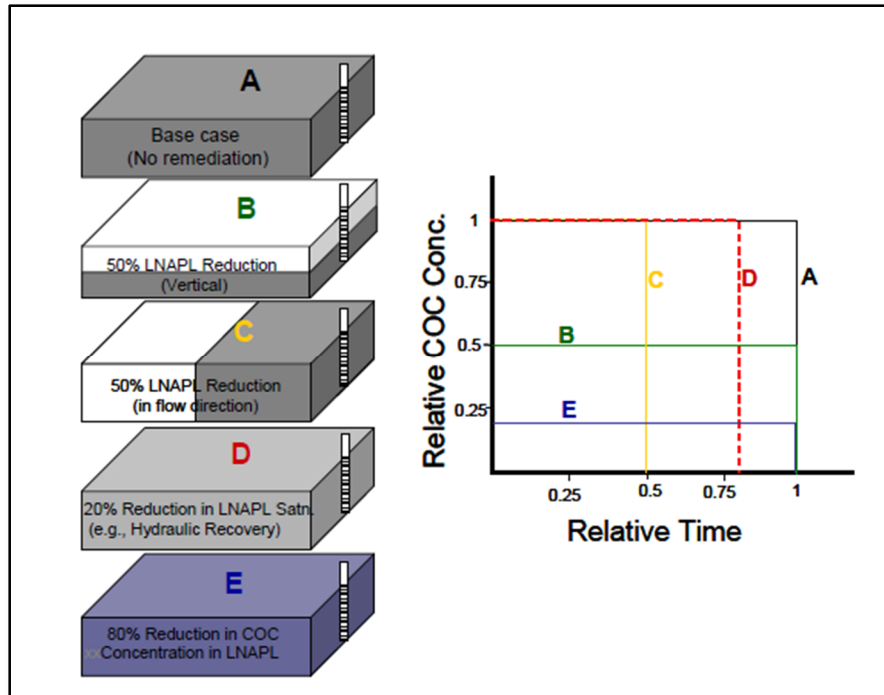 A
Base case
(No remediation)
B
50% LNAPL Reduction
(Vertical)
C
50% LNAPL Reduction
(in flow direction)
D
20% Reduction in LNAPL Satn.
(e.g., Hydraulic Recovery)
E
80% Reduction in COC
xxConcentration in LNAPL
Relative COC Conc.
1
0.75
0.5
0.25
C
D
A
B
E
0.25
0.5
0.75
1
Relative Time